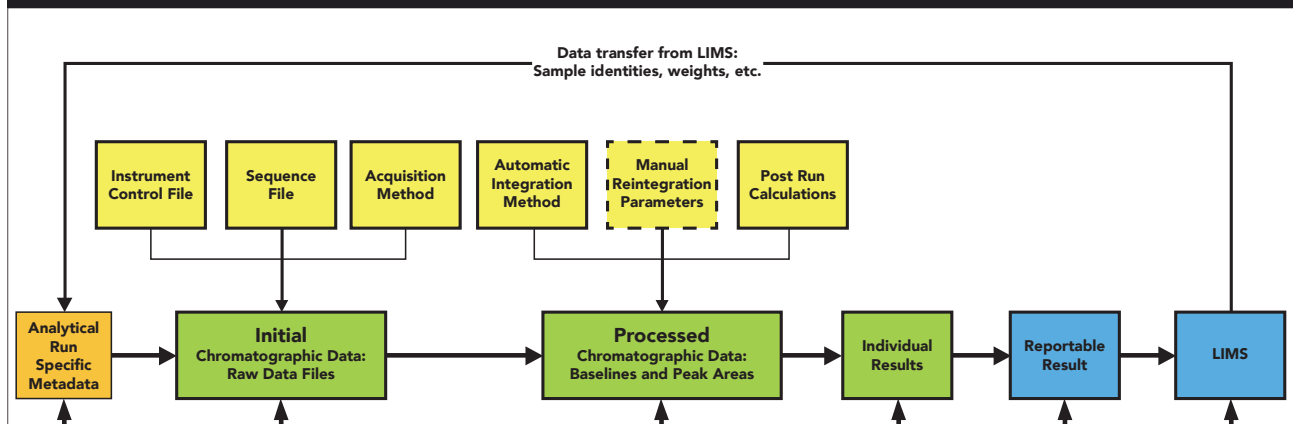 Data transfer from LIMS:
Sample identities, weights, etc.
Instrument
Control File
Sequence
File
Acquisition
Method
Automatic
Integration
Method
Manual
Reintegration
Parameters
Post Run
Calculations
Analytical
Run
Specific
Metadata
Initial
Chromatographic Data:
Raw Data Files
Processed
Chromatographic Data:
Baselines and Peak Areas
Individual
Results
Reportable
Result
LIMS